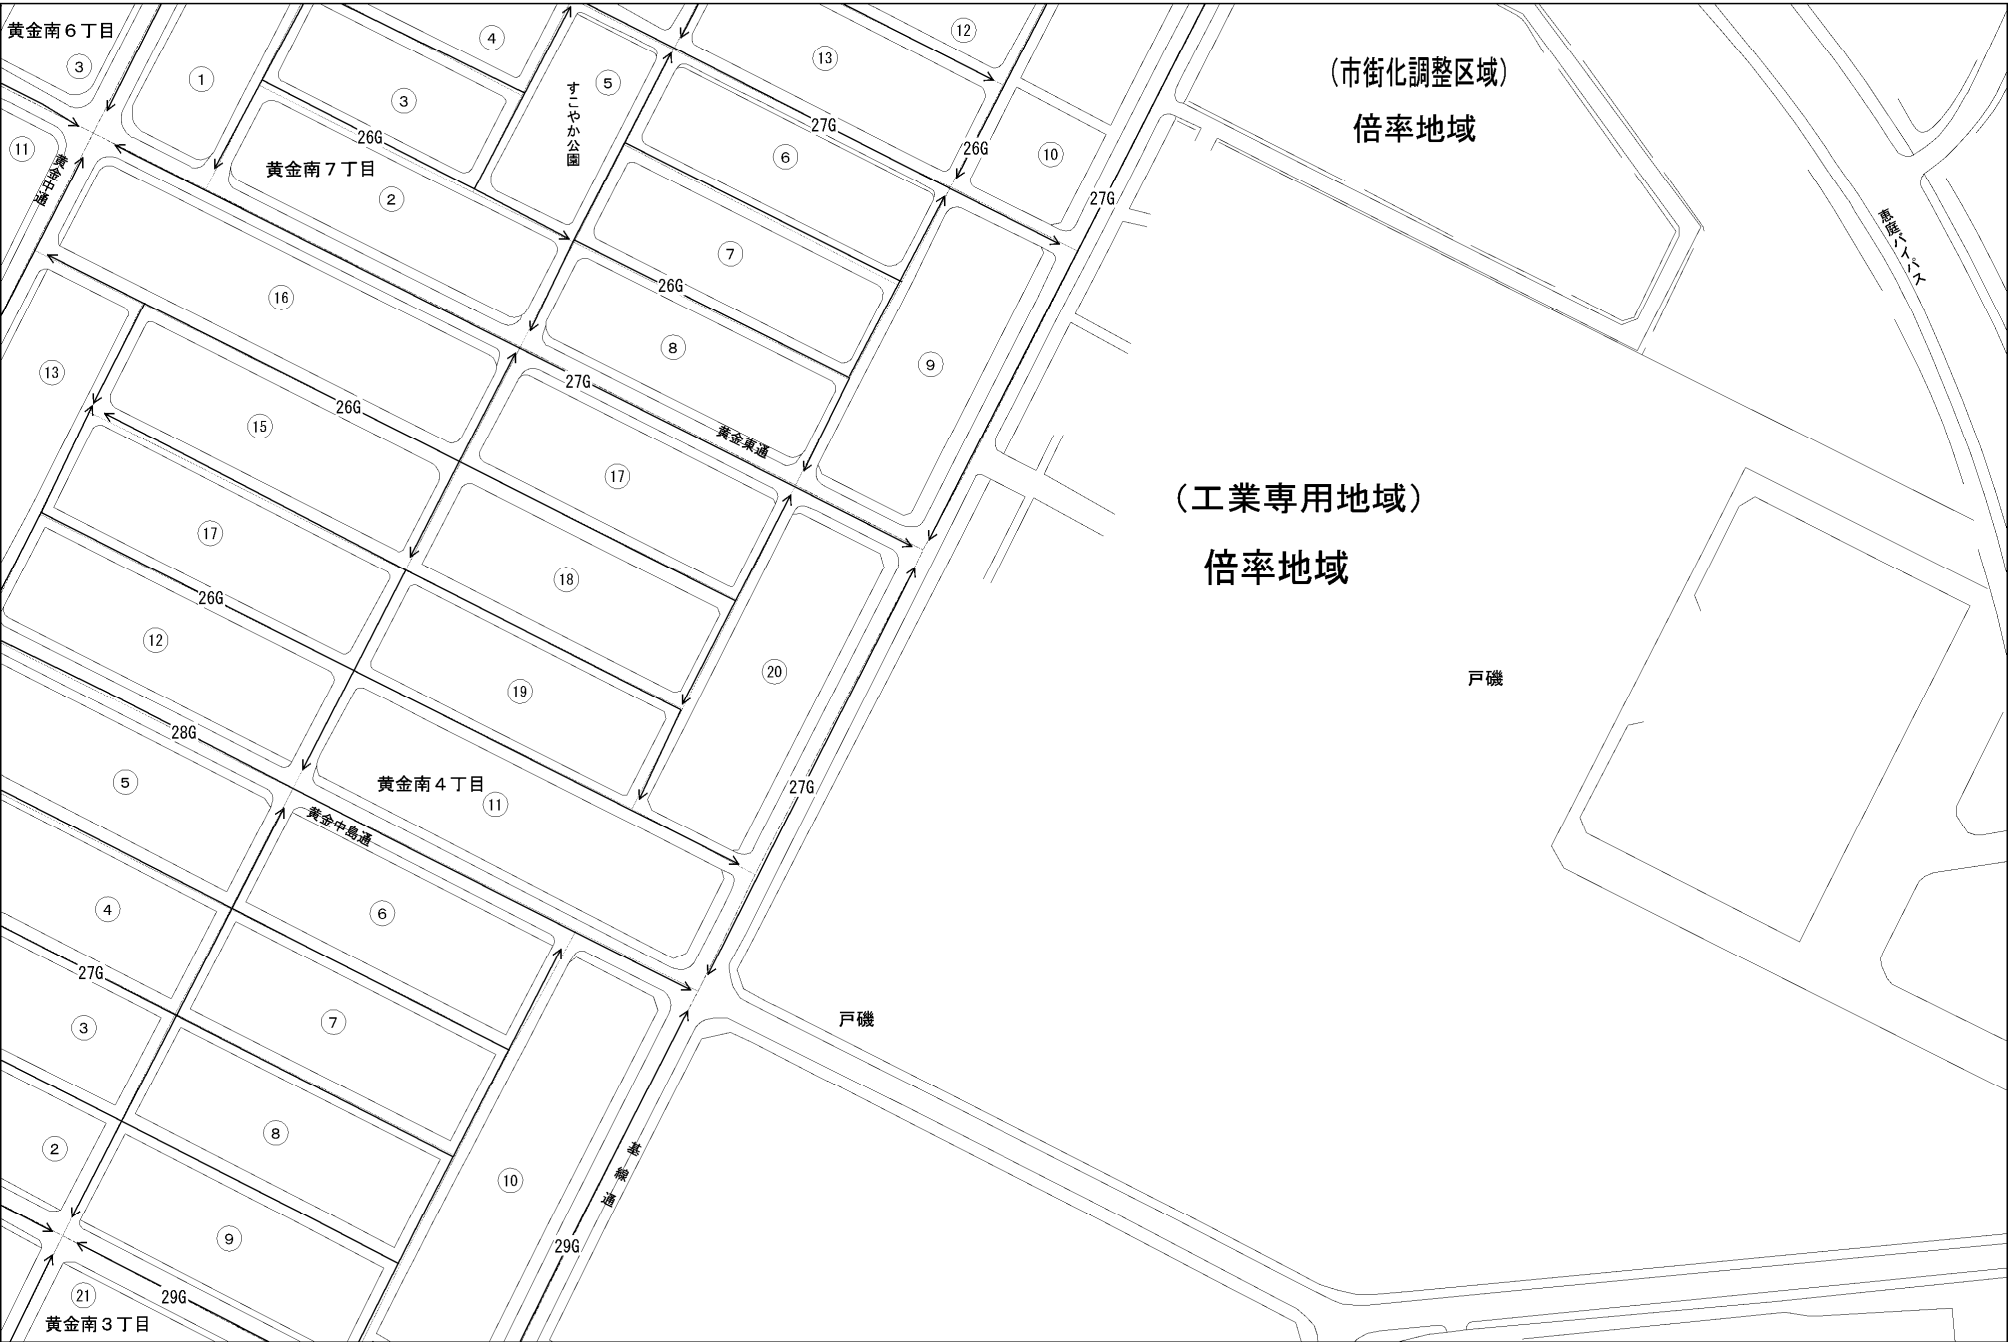 黄金南６丁目
③
①
④
③
⑤
すこやか公園
⑬
⑫
（市街化調整区域）
倍率地域
26G
27G
26G
⑩
⑪
黄金中通
黄金南７丁目
②
⑥
27G
恵庭バイパス
⑦
26G
⑯
⑧
⑨
⑬
27G
26G
⑮
黄金東通
⑰
（工業専用地域）
倍率地域
⑰
⑱
26G
⑫
⑳
戸磯
⑲
28G
⑤
黄金南４丁目
⑪
27G
黄金中島通
④
⑥
27G
③
⑦
戸磯
②
⑧
基線通
⑩
⑨
29G
㉑
29G
黄金南３丁目